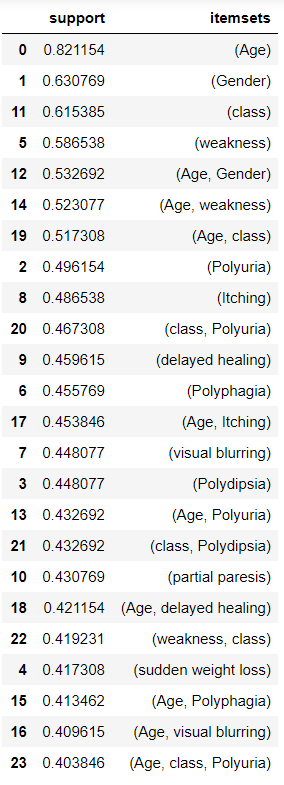 support itemsets
0 0.821154 (Age)
1 0.630769 (Gender)
11 0.615385 (class)
5 0.586538 (weakness)
12 0.532692 (Age, Gender)
14 0.523077 (Age, weakness)
19 0.517308 (Age, class)
2 0.496154 (Polyuria)
8 0.486538 (Itching)
20 0.467308 (class, Polyuria)
9 0.459615 (delayed healing)
6 0.455769 (Polyphagia)
17 0.453846 (Age, Itching)
7 0.448077 (visual blurring)
3 0.448077 (Polydipsia)
13 0.432692 (Age, Polyuria)
21 0.432692 (class, Polydipsia)
10 0.430769 (partial paresis)
18 0.421154 (Age, delayed healing)
22 0.419231 (weakness, class)
4 0.417308 (sudden weight loss)
15 0.413462 (Age, Polyphagia)
16 0.409615 (Age, visual blurring)
23 0.403846 (Age, class, Polyuria)